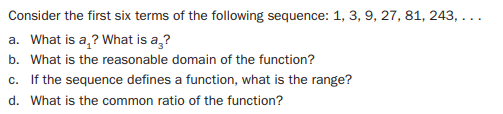 Consider the first six terms of the following sequence: 1, 3, 9, 27, 81, 243, . . .
a. What is a₁? What is a₃?
b. What is the reasonable domain of the function?
c. If the sequence defines a function, what is the range?
d. What is the common ratio of the function?